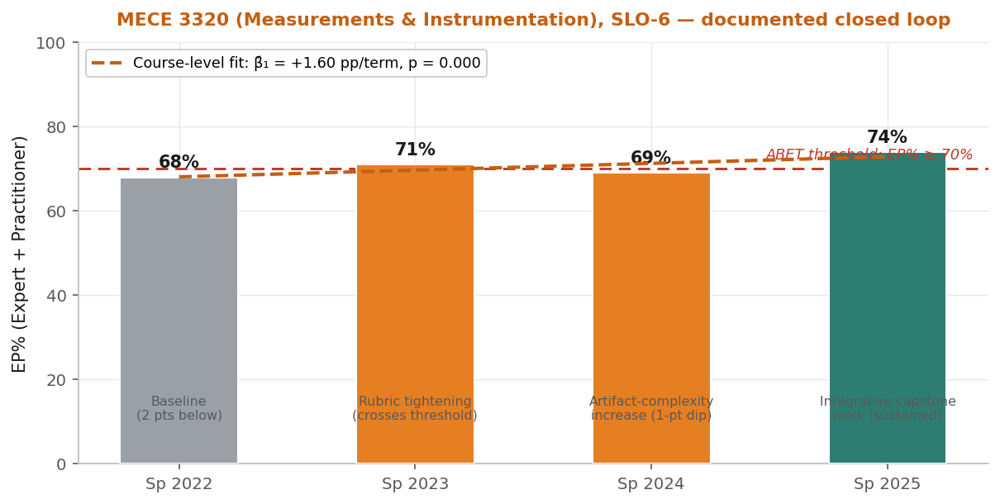 MECE 3320 (Measurements & Instrumentation), SLO-6 — documented closed loop
100
80
60
40
20
0
EP% (Expert + Practitioner)
Course-level fit: β̂₁ = +1.60 pp/term, p = 0.000
68%
71%
69%
74%
ABET threshold: EP% ≥ 70%
Baseline
(2 pts below)
Rubric tightening
(crosses threshold)
Artifact-complexity
increase (1-pt dip)
Integrative capstone
work (sustained)
Sp 2022
Sp 2023
Sp 2024
Sp 2025